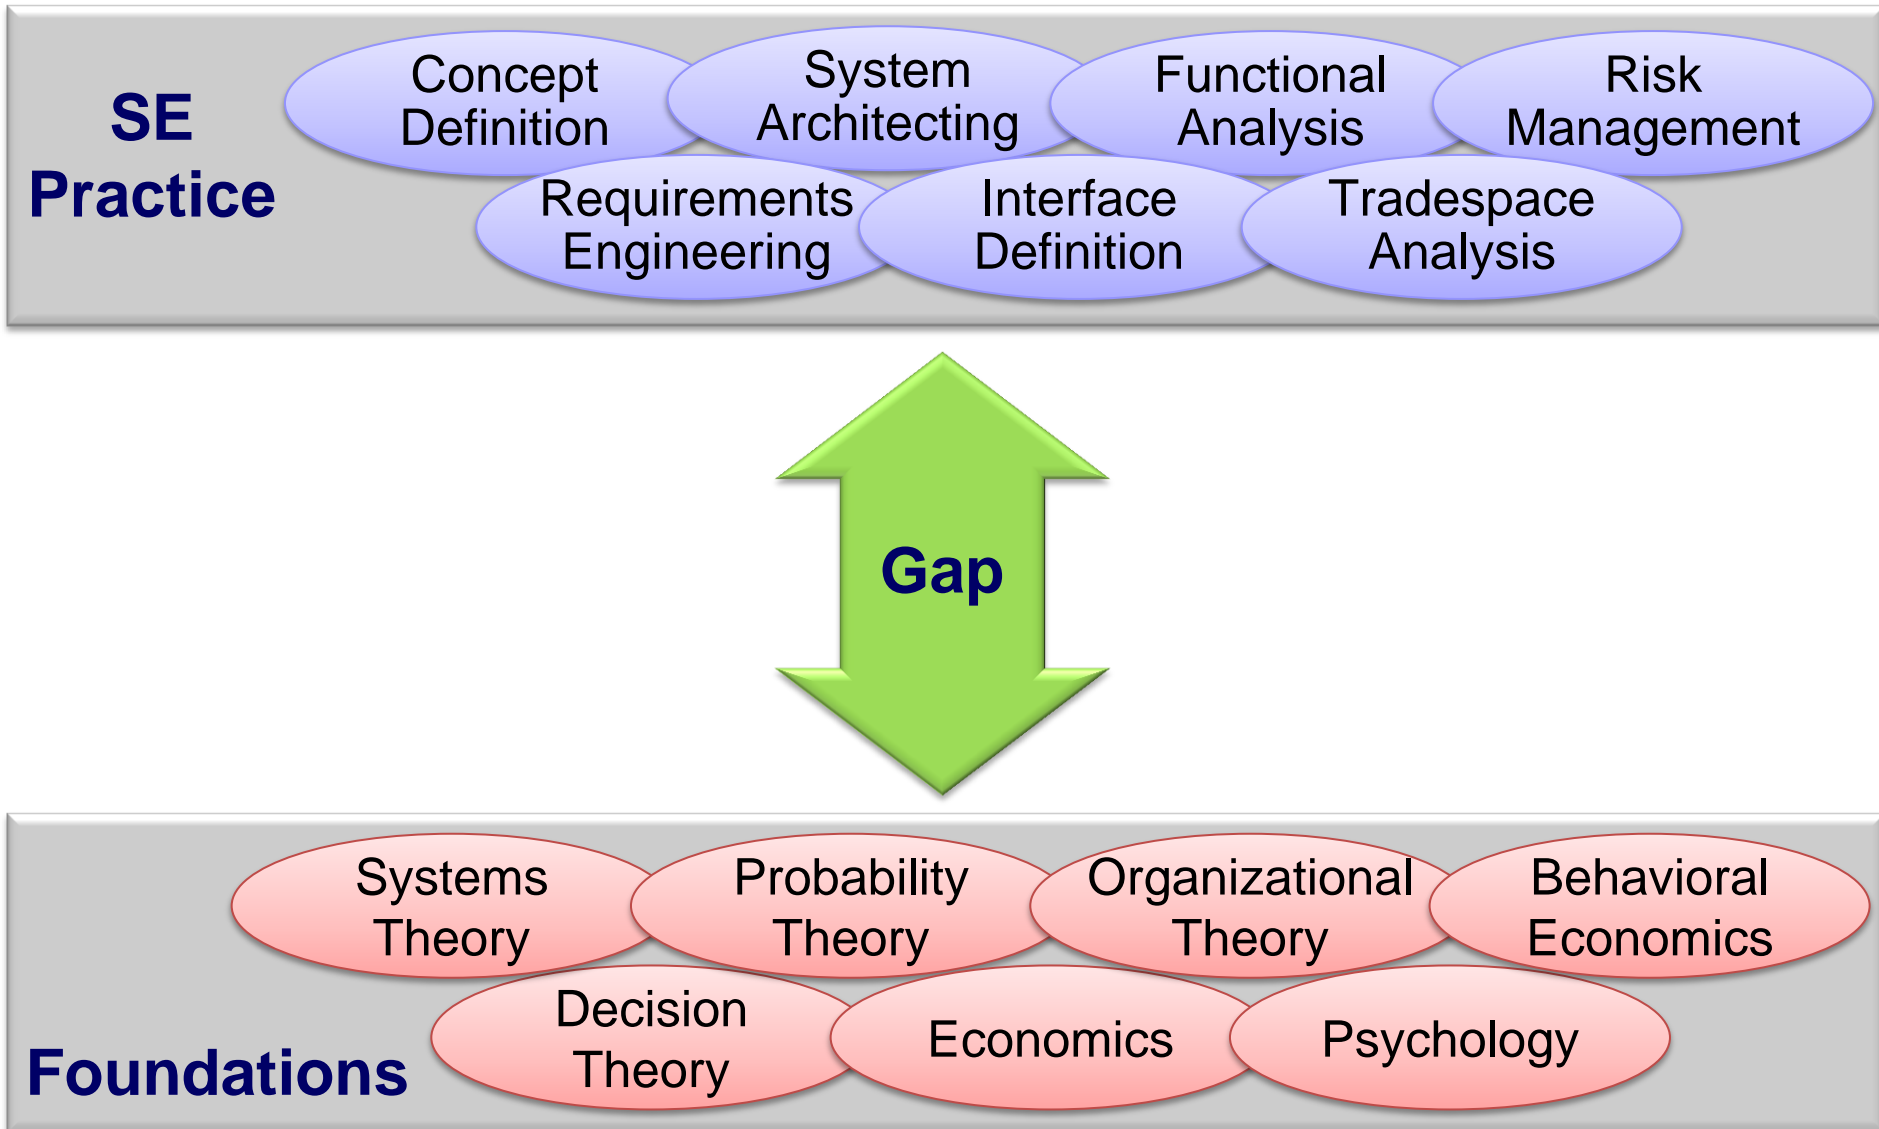 SE
Practice
Concept
Definition
System
Architecting
Functional
Analysis
Risk
Management
Requirements
Engineering
Interface
Definition
Tradespace
Analysis
Gap
Systems
Theory
Probability
Theory
Organizational
Theory
Behavioral
Economics
Decision
Theory
Economics
Psychology
Foundations